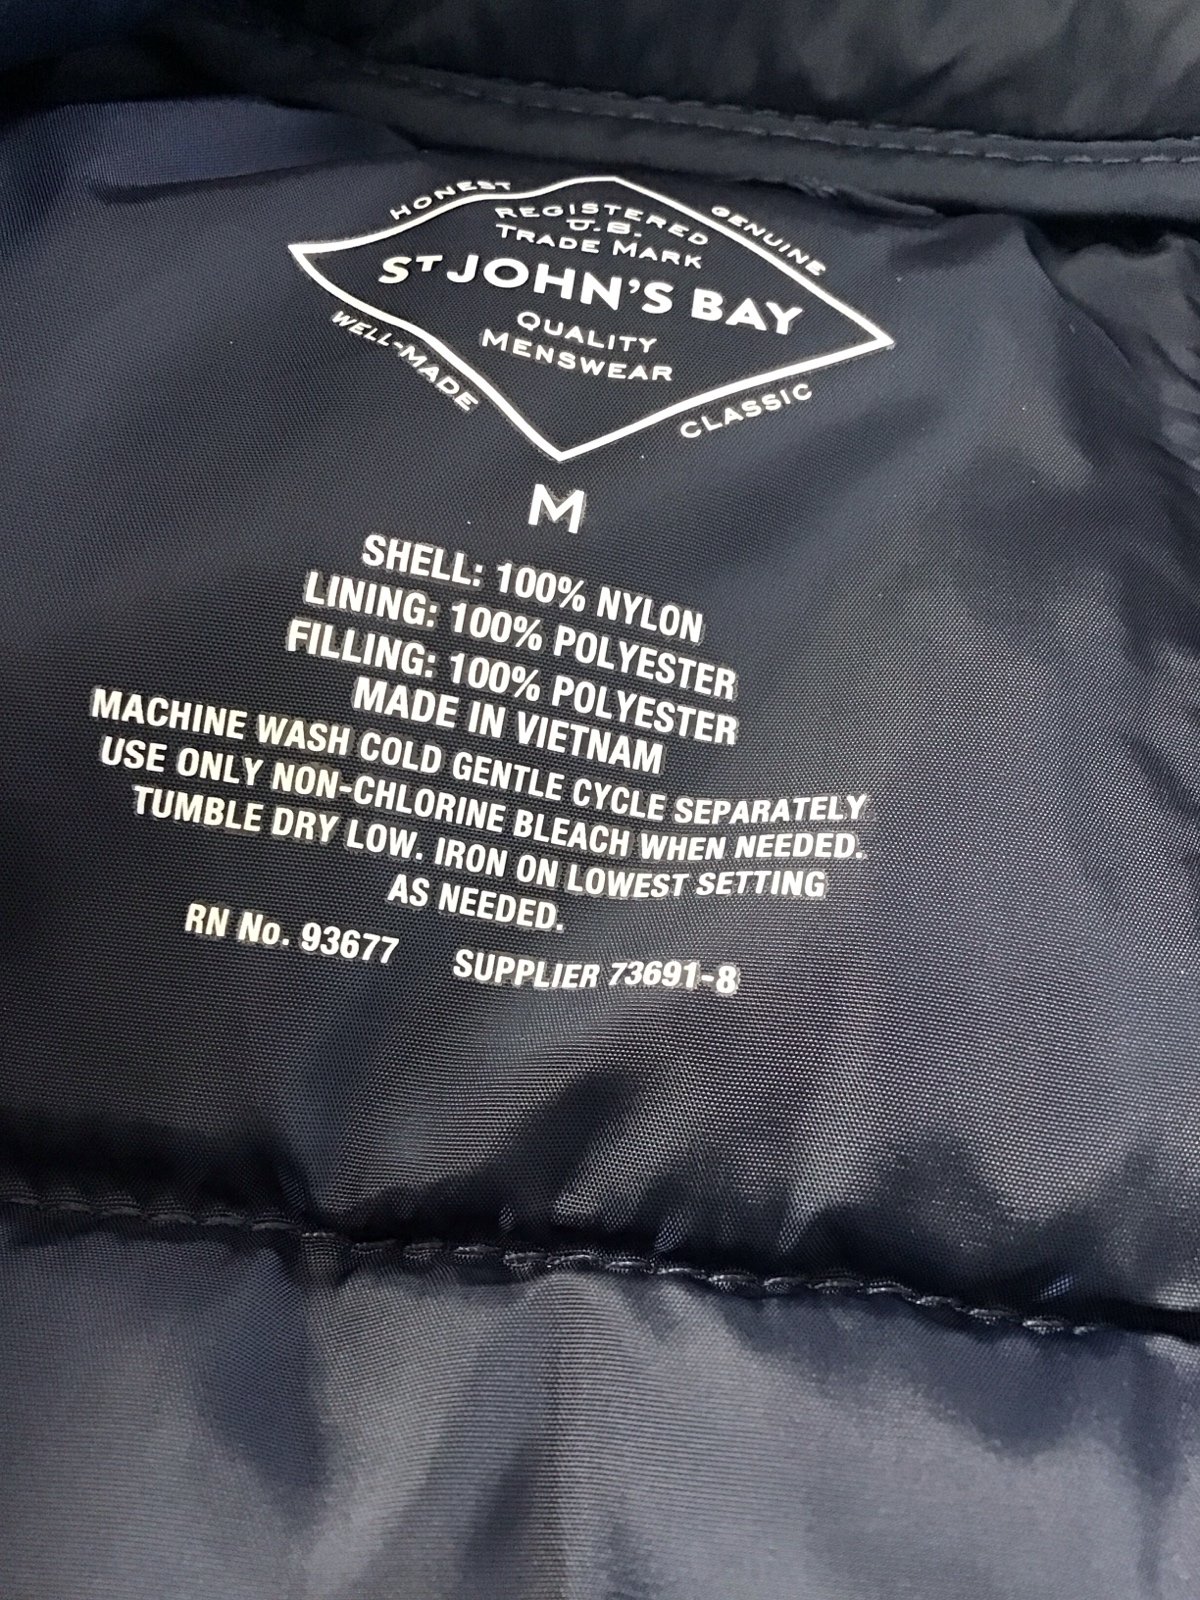 HONEST
GENUINE
REGISTERED
U.S.
TRADE MARK
ST JOHN'S BAY
QUALITY
MENSWEAR
WELL-MADE
CLASSIC
M
SHELL: 100% NYLON
LINING: 100% POLYESTER
FILLING: 100% POLYESTER
MADE IN VIETNAM
MACHINE WASH COLD GENTLE CYCLE SEPARATELY
USE ONLY NON-CHLORINE BLEACH WHEN NEEDED.
TUMBLE DRY LOW. IRON ON LOWEST SETTING
AS NEEDED.
RN No. 93677 SUPPLIER 73691-8